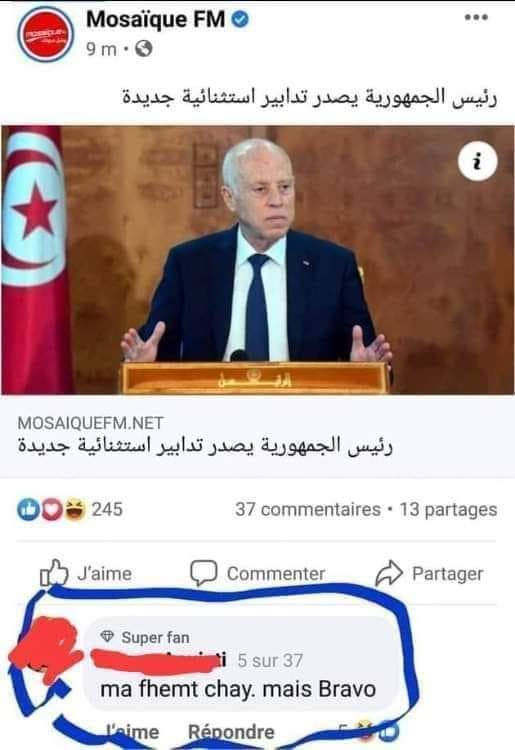 Mosaïque FM
9 m
رئيس الجمهورية يصدر تدابير استثنائية جديدة
MOSAIQUEFM.NET
رئيس الجمهورية يصدر تدابير استثنائية جديدة
245 37 commentaires • 13 partages
J'aime Commenter Partager
Super fan
5 sur 37
ma fhemt chay. mais Bravo
J'aime Répondre